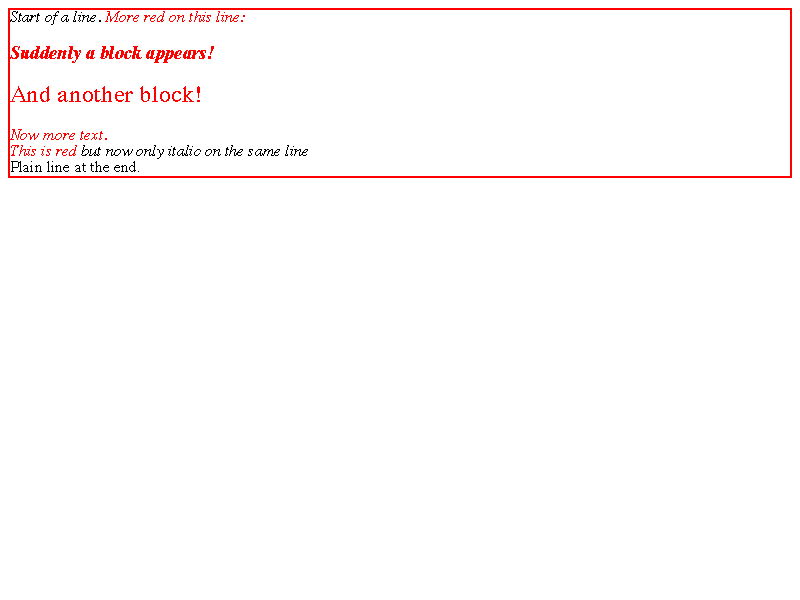 Start of a line. More red on this line:
Suddenly a block appears!
And another block!
Now more text.
This is red but now only italic on the same line
Plain line at the end.